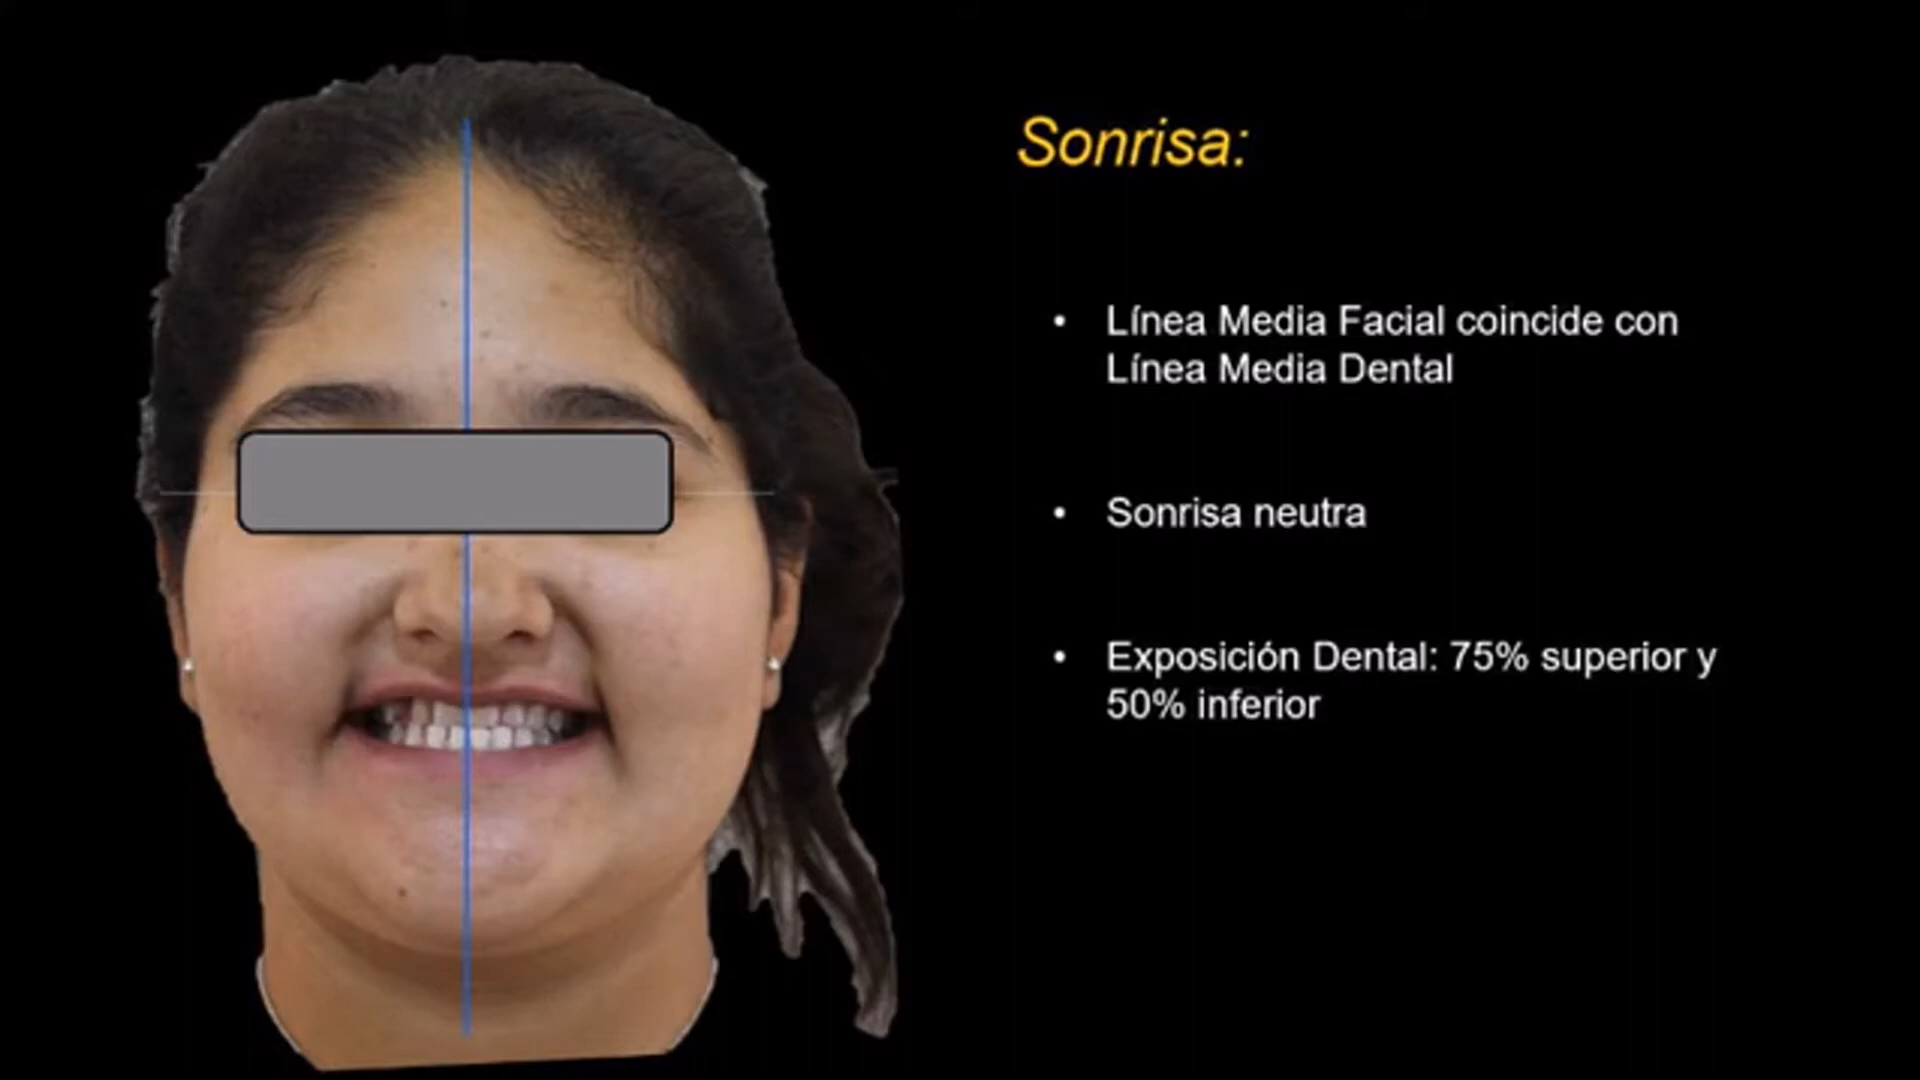 Sonrisa:
• Línea Media Facial coincide con
Línea Media Dental
• Sonrisa neutra
• Exposición Dental: 75% superior y
50% inferior